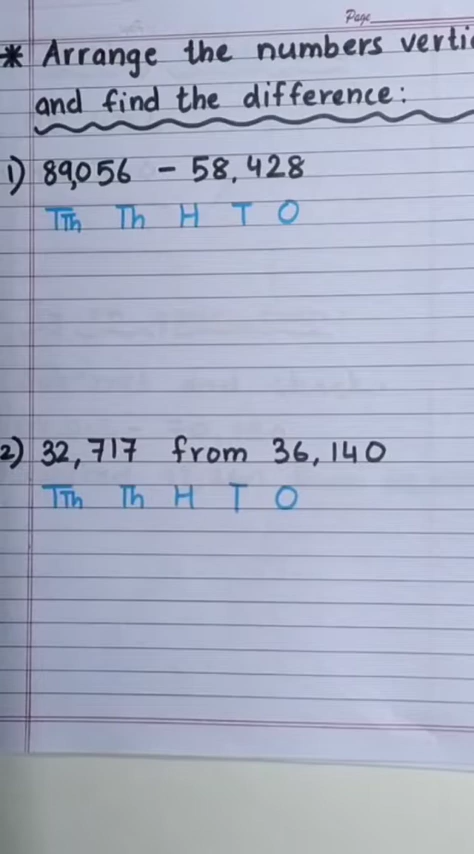 Page
* Arrange the numbers
and find the difference:
1) 89,056 - 58,428
TTh Th H T O
2) 32,717 from 36,140
TTh Th H T O